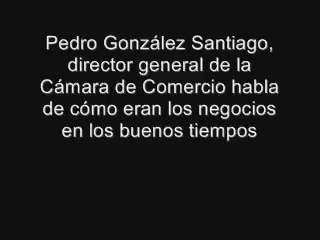 Pedro González Santiago,
director general de la
Cámara de Comercio habla
de cómo eran los negocios
en los buenos tiempos